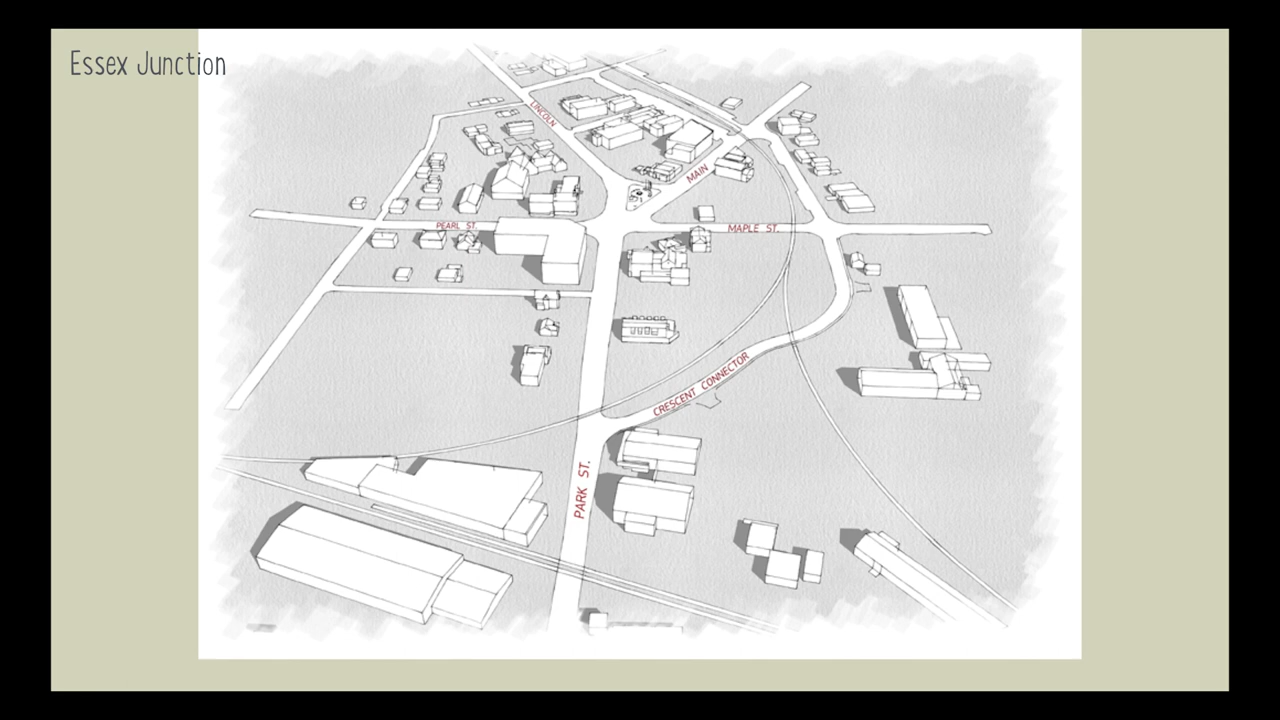 Essex Junction
LINCOLN
MAIN
PEARL ST.
MAPLE ST.
CRESCENT CONNECTOR
PARK ST.